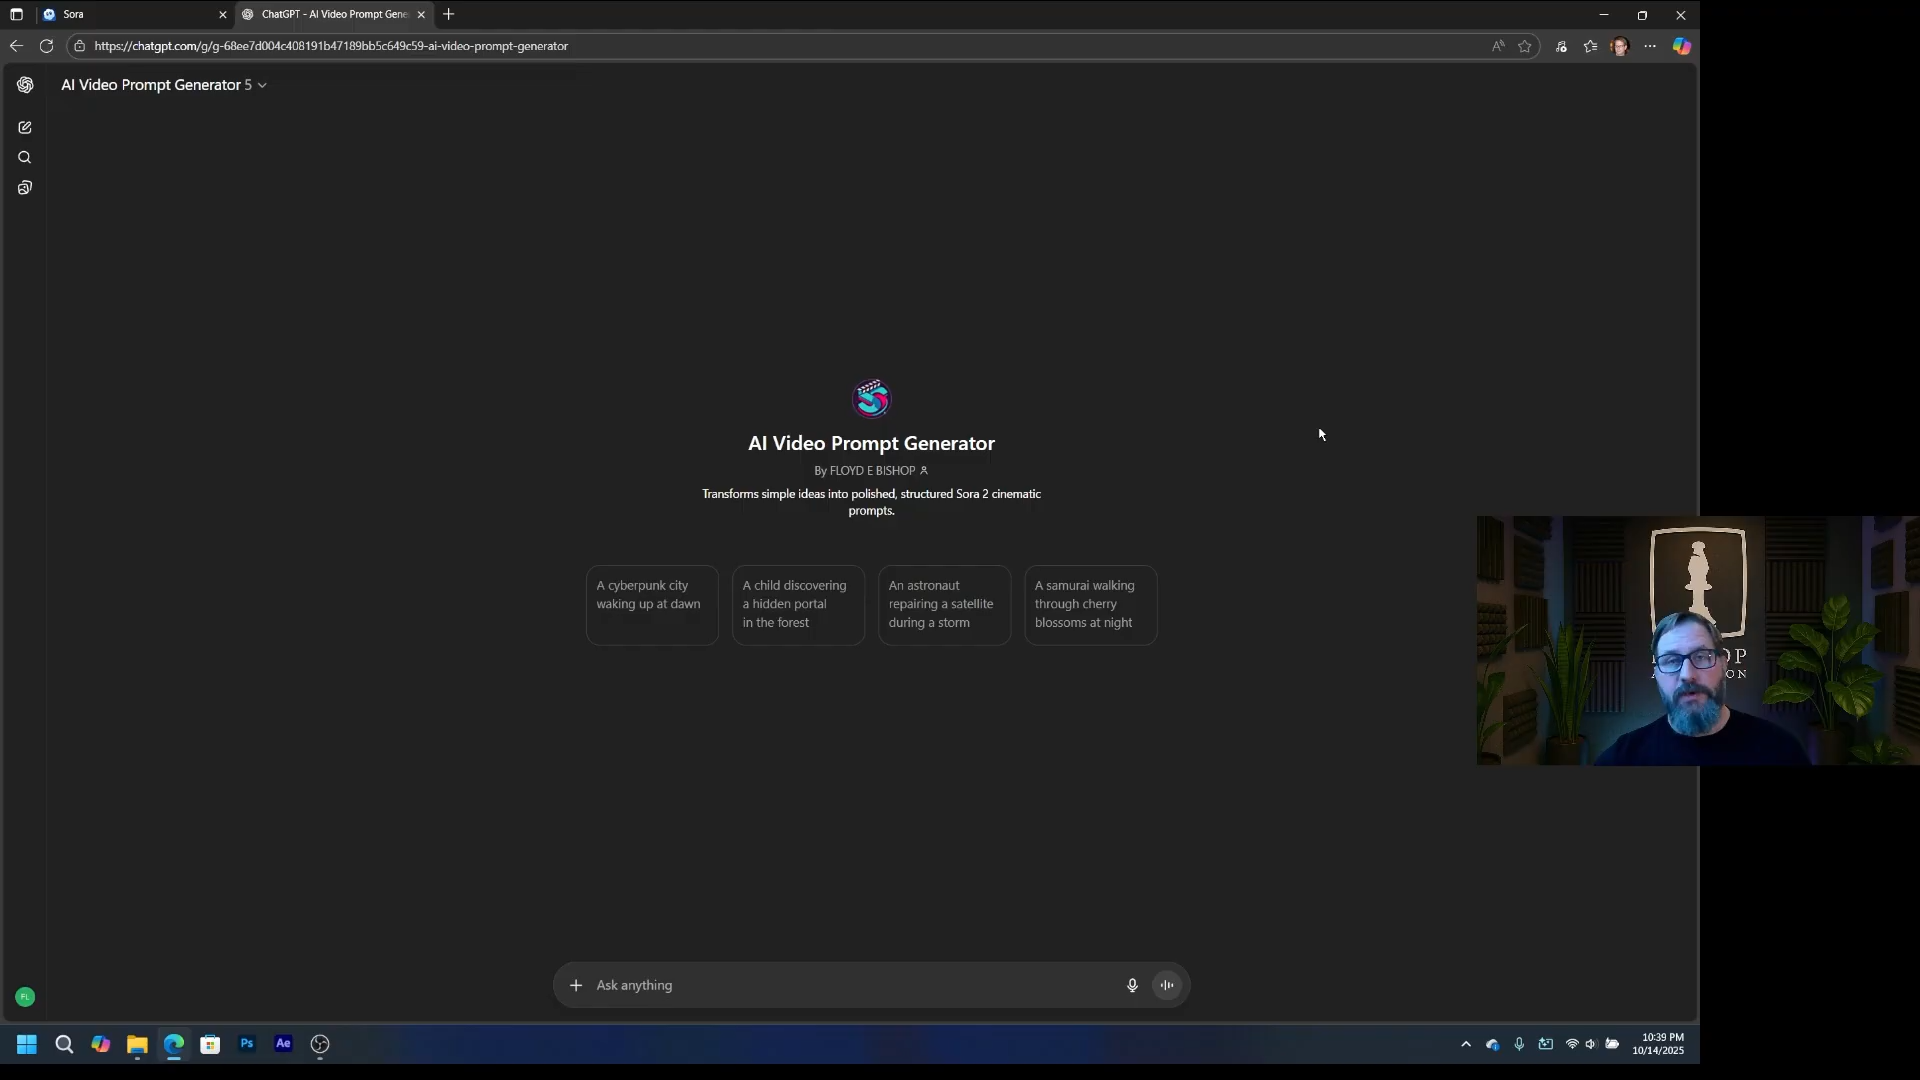 Sora
ChatGPT - AI Video Prompt Gene
https://chatgpt.com/g/g-68ee7d004c408191b47189bb5c649c59-ai-video-prompt-generator
AI Video Prompt Generator 5
AI Video Prompt Generator
By FLOYD E BISHOP
Transforms simple ideas into polished, structured Sora 2 cinematic
prompts.
A cyberpunk city
waking up at dawn
A child discovering
a hidden portal
in the forest
An astronaut
repairing a satellite
during a storm
A samurai walking
through cherry
blossoms at night
Ask anything
FL
Ps
Ae
10:39 PM
10/14/2025